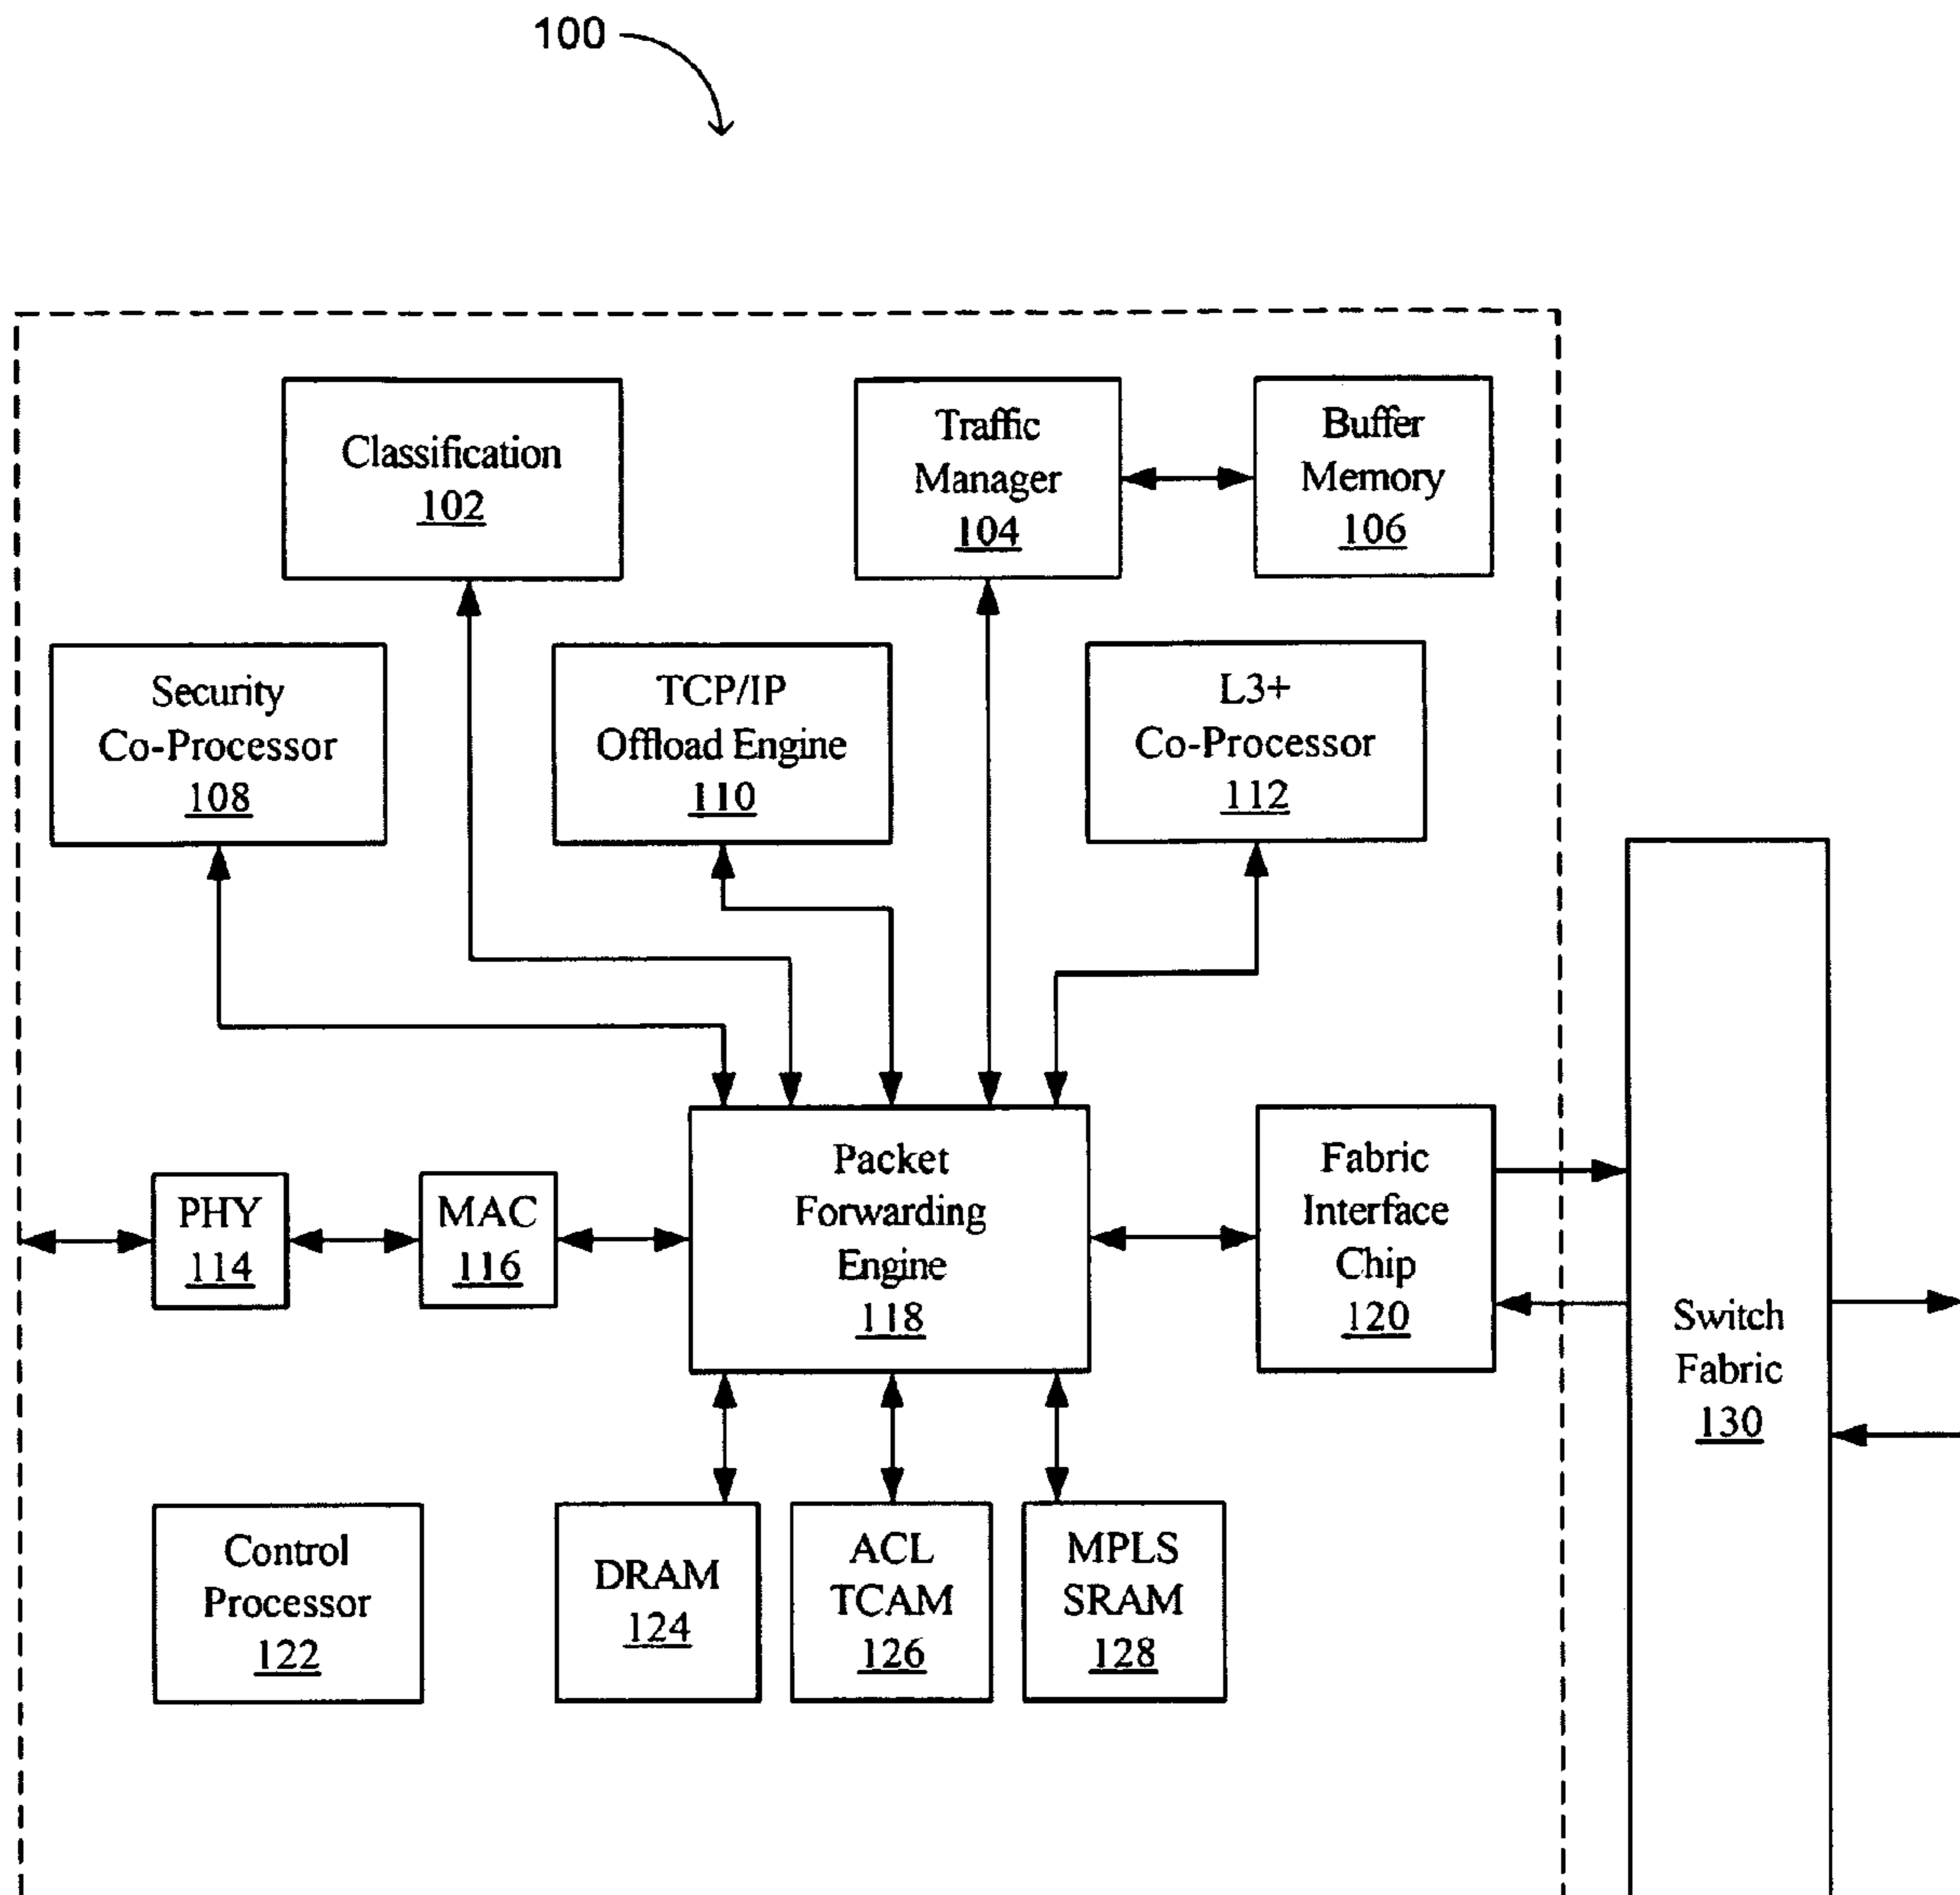 100
Classification
102
Traffic
Manager
104
Buffer
Memory
106
Security
Co-Processor
108
TCP/IP
Offload Engine
110
L3+
Co-Processor
112
PHY
114
MAC
116
Packet
Forwarding
Engine
118
Fabric
Interface
Chip
120
Switch
Fabric
130
Control
Processor
122
DRAM
124
ACL
TCAM
126
MPLS
SRAM
128